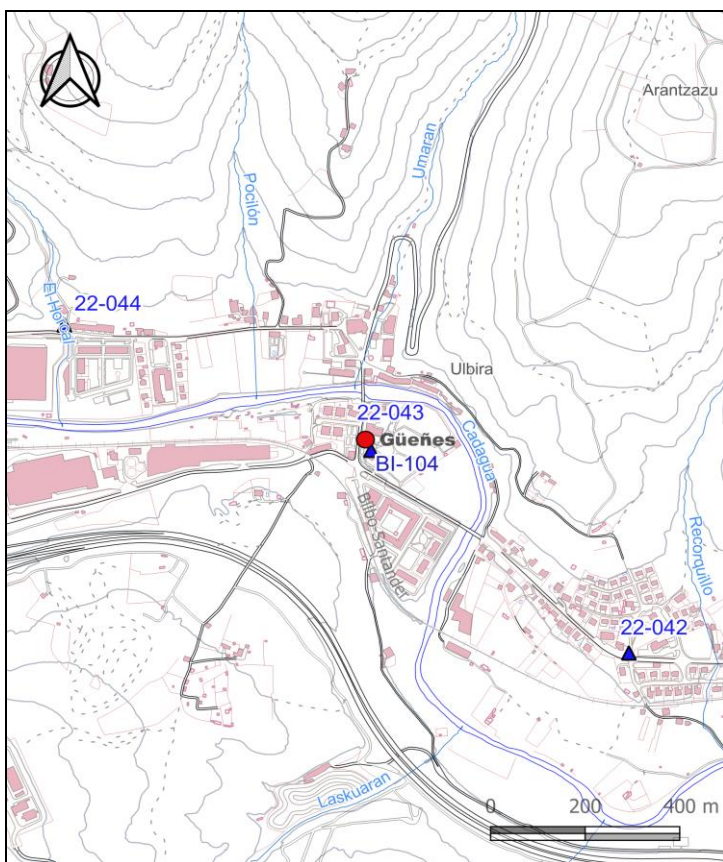 Arantzazu
Umaran
Pocilón
22-044
El Horcal
Ulbira
22-043
Güeñes
Cadagua
BI-104
Bilbo-Santander
Recorquillo
22-042
Laskuaran
0 200 400 m